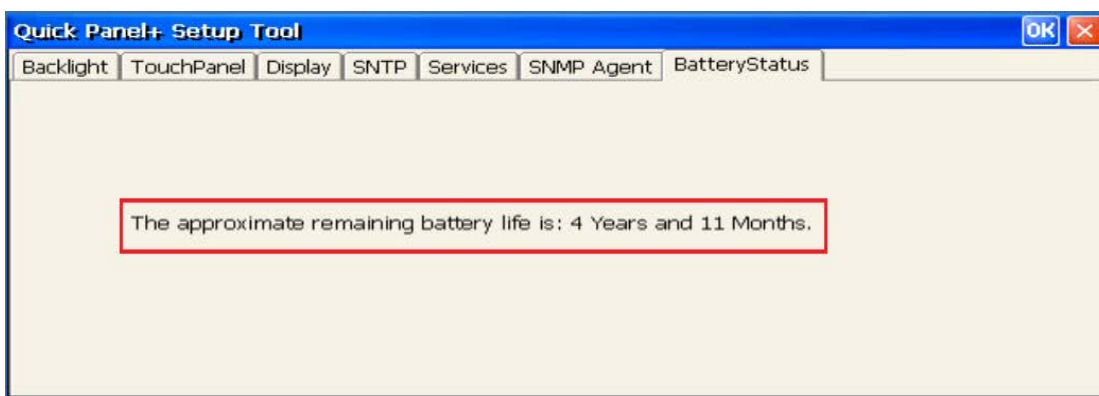 Quick Panel+ Setup Tool OK
Backlight TouchPanel Display SNTP Services SNMP Agent BatteryStatus
The approximate remaining battery life is: 4 Years and 11 Months.